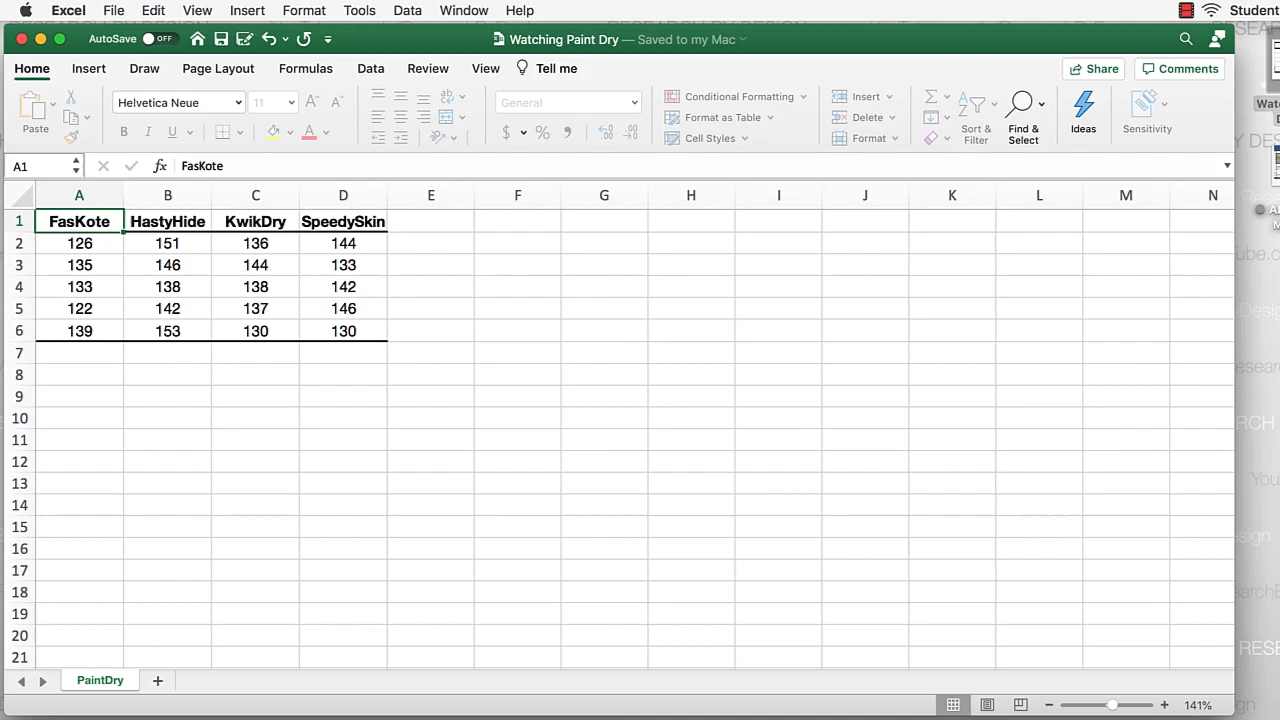 Excel File Edit View Insert Format Tools Data Window Help Student
AutoSave OFF Watching Paint Dry — Saved to my Mac
Home Insert Draw Page Layout Formulas Data Review View Tell me Share Comments
Paste Helvetica Neue 11 General Conditional Formatting Format as Table Cell Styles Insert Delete Format Sort & Filter Find & Select Ideas Sensitivity
A1 fx FasKote
A B C D E F G H I J K L M N
1 FasKote HastyHide KwikDry SpeedySkin
2 126 151 136 144
3 135 146 144 133
4 133 138 138 142
5 122 142 137 146
6 139 153 130 130
7
8
9
10
11
12
13
14
15
16
17
18
19
20
21
PaintDry +
141%